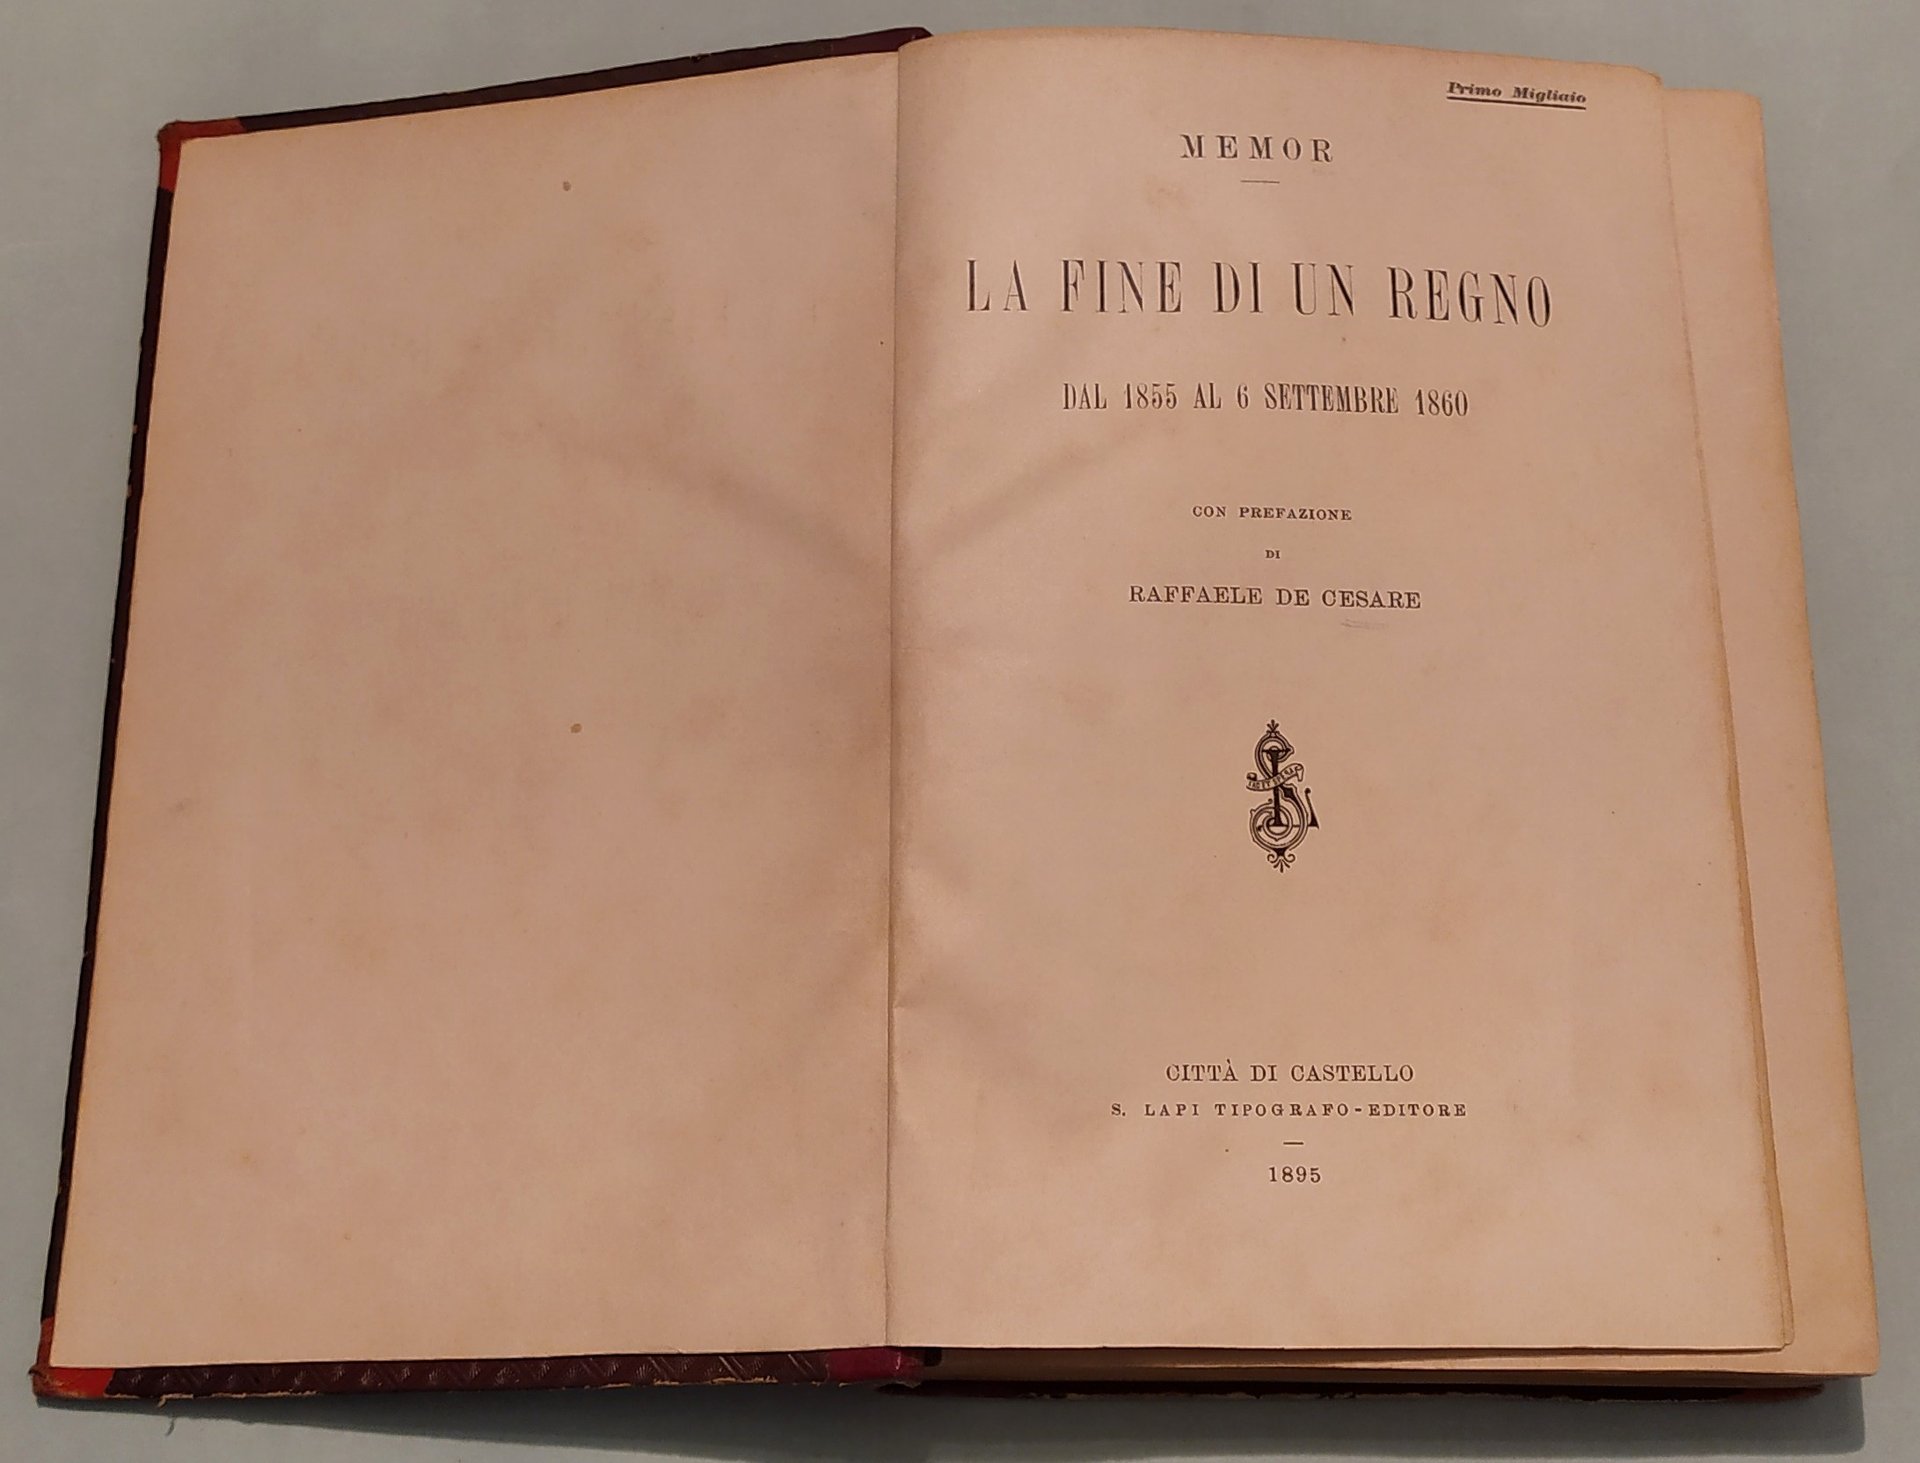 Primo Migliaio
MEMOR
LA FINE DI UN REGNO
DAL 1855 AL 6 SETTEMBRE 1860
CON PREFAZIONE
DI
RAFFAELE DE CESARE
CITTÀ DI CASTELLO
S. LAPI TIPOGRAFO-EDITORE
1895